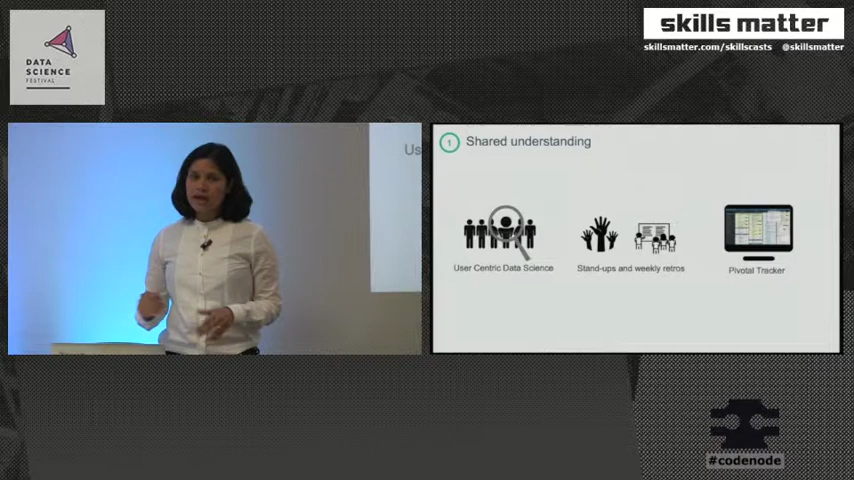 DATA
SCIENCE
FESTIVAL
skills matter
skillsmatter.com/skillscasts @skillsmatter
Us
1 Shared understanding
User Centric Data Science
Stand-ups and weekly retros
Pivotal Tracker
#codenode